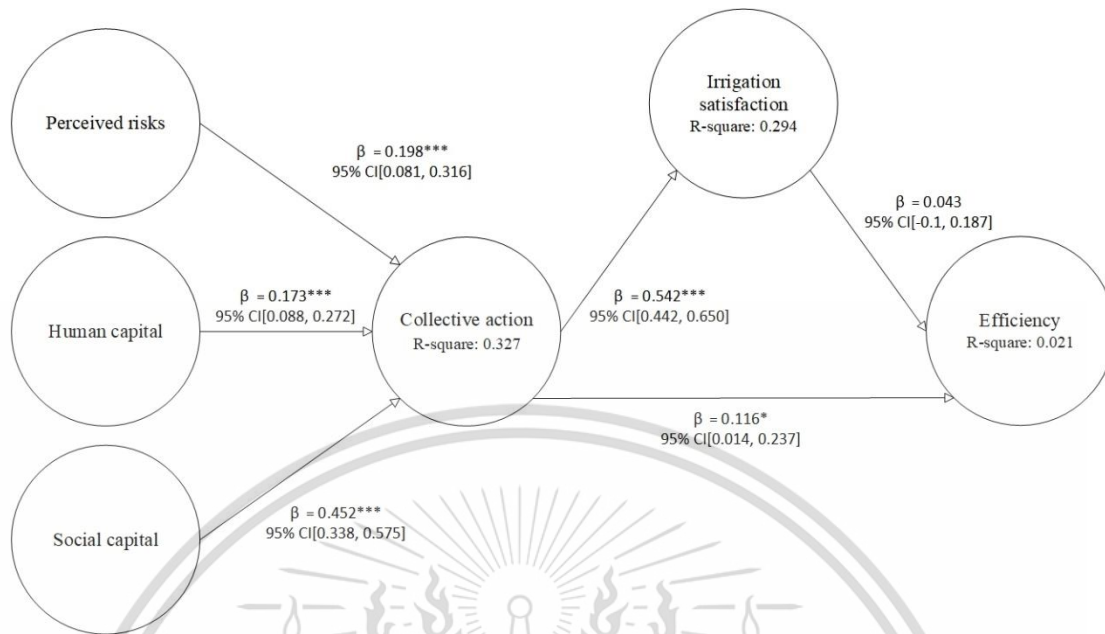 Perceived risks
β = 0.198***
95% CI[0.081, 0.316]
Human capital
β = 0.173***
95% CI[0.088, 0.272]
Social capital
β = 0.452***
95% CI[0.338, 0.575]
Collective action
R-square: 0.327
β = 0.542***
95% CI[0.442, 0.650]
Irrigation
satisfaction
R-square: 0.294
β = 0.043
95% CI[-0.1, 0.187]
β = 0.116*
95% CI[0.014, 0.237]
Efficiency
R-square: 0.021